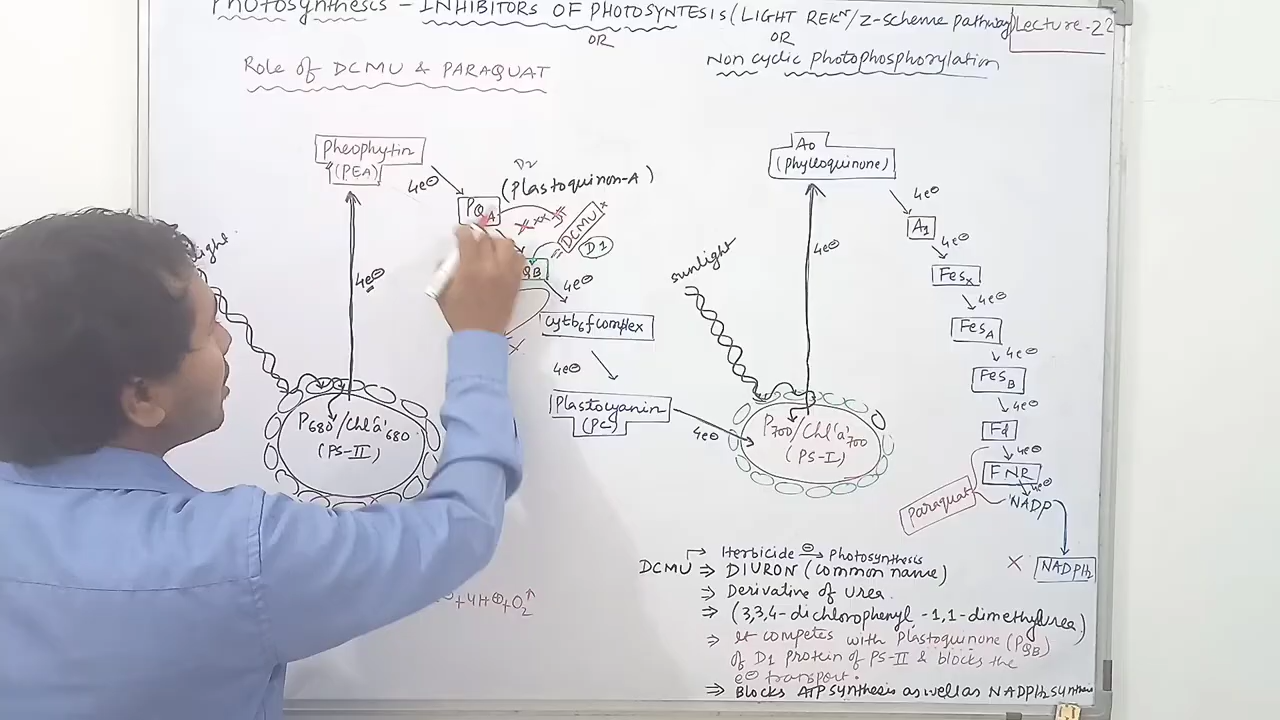 Photosynthesis - INHIBITORS OF PHOTOSYNTESIS (LIGHT REKN/Z-scheme pathway)
Lecture-22
OR
OR
Role of DCMU & PARAQUAT
Non cyclic photophosphorylation
Pheophytin
(PEA)
4e⊖
PQA
D2
(Plastoquinon-A)
DCMU
D1
QB
4e⊖
4e⊖
light
cytb6f complex
4e⊖
Plastocyanin
(PC)
4e⊖
P680/Chl'a'680
(PS-II)
+4H⊕+O2↑
A0
(phylloquinone)
4e⊖
A1
4e⊖
4e⊖
sunlight
Fesx
4e⊖
FesA
4e⊖
FesB
4e⊖
Fd
4e⊖
FNR
4e⊖
NADP
Paraquat
P700/Chl'a'700
(PS-I)
X
NADPH2
Herbicide ⊖→ Photosynthesis
DCMU ⇒ DIURON (common name)
⇒ Derivative of Urea.
⇒ (3,3,4-dichlorophenyl -1,1-dimethylurea)
⇒ It competes with plastoquinone (PQB)
of D1 protein of PS-II & blocks the
e⊖ transport.
⇒ Blocks ATP synthesis as well as NADPH2 synthesis